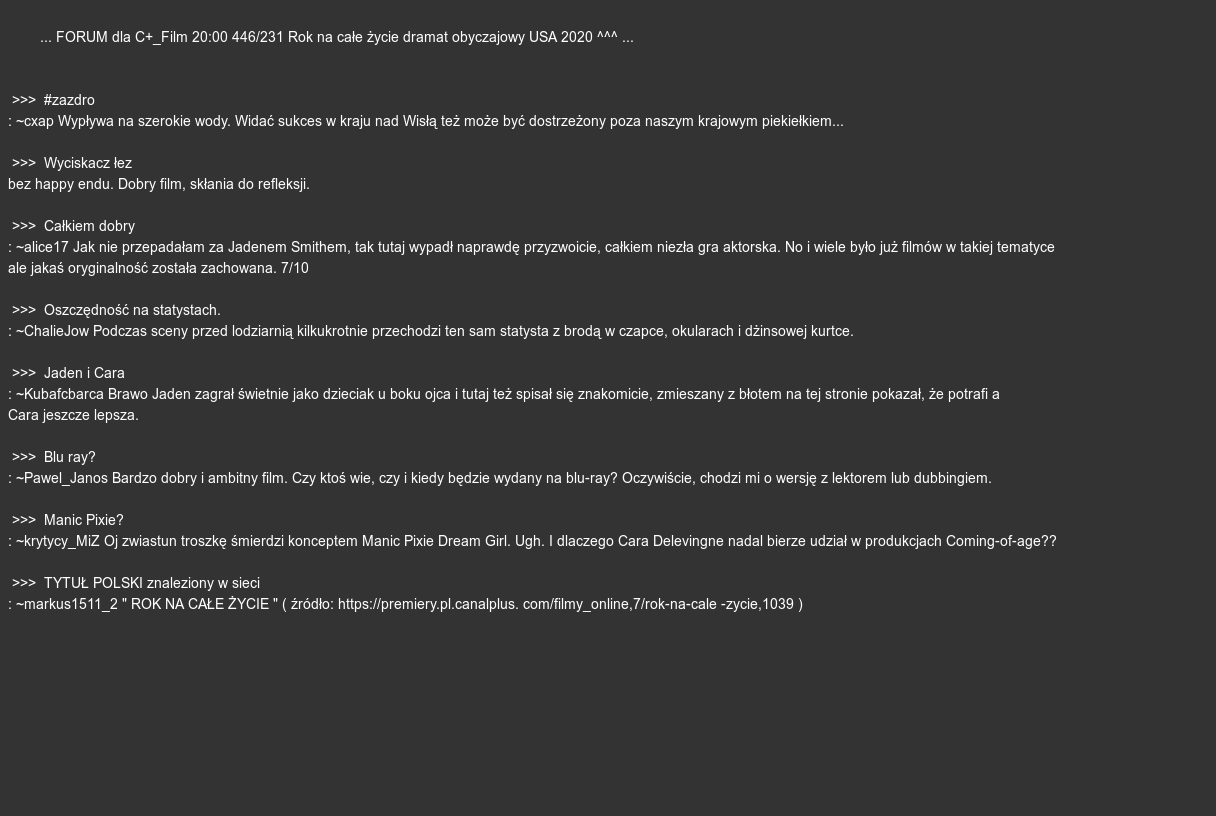 ... FORUM dla C+_Film 20:00 446/231 Rok na całe życie dramat obyczajowy USA 2020 ^^^ ...
>>> #zazdro
: ~cxap Wypływa na szerokie wody. Widać sukces w kraju nad Wisłą też może być dostrzeżony poza naszym krajowym piekiełkiem...
>>> Wyciskacz łez
bez happy endu. Dobry film, skłania do refleksji.
>>> Całkiem dobry
: ~alice17 Jak nie przepadałam za Jadenem Smithem, tak tutaj wypadł naprawdę przyzwoicie, całkiem niezła gra aktorska. No i wiele było już filmów w takiej tematyce
ale jakaś oryginalność została zachowana. 7/10
>>> Oszczędność na statystach.
: ~ChalieJow Podczas sceny przed lodziarnią kilkukrotnie przechodzi ten sam statysta z brodą w czapce, okularach i dżinsowej kurtce.
>>> Jaden i Cara
: ~Kubafcbarca Brawo Jaden zagrał świetnie jako dzieciak u boku ojca i tutaj też spisał się znakomicie, zmieszany z błotem na tej stronie pokazał, że potrafi a
Cara jeszcze lepsza.
>>> Blu ray?
: ~Pawel_Janos Bardzo dobry i ambitny film. Czy ktoś wie, czy i kiedy będzie wydany na blu-ray? Oczywiście, chodzi mi o wersję z lektorem lub dubbingiem.
>>> Manic Pixie?
: ~krytycy_MiZ Oj zwiastun troszkę śmierdzi konceptem Manic Pixie Dream Girl. Ugh. I dlaczego Cara Delevingne nadal bierze udział w produkcjach Coming-of-age??
>>> TYTUŁ POLSKI znaleziony w sieci
: ~markus1511_2 " ROK NA CAŁE ŻYCIE " ( źródło: https://premiery.pl.canalplus. com/filmy_online,7/rok-na-cale -zycie,1039 )